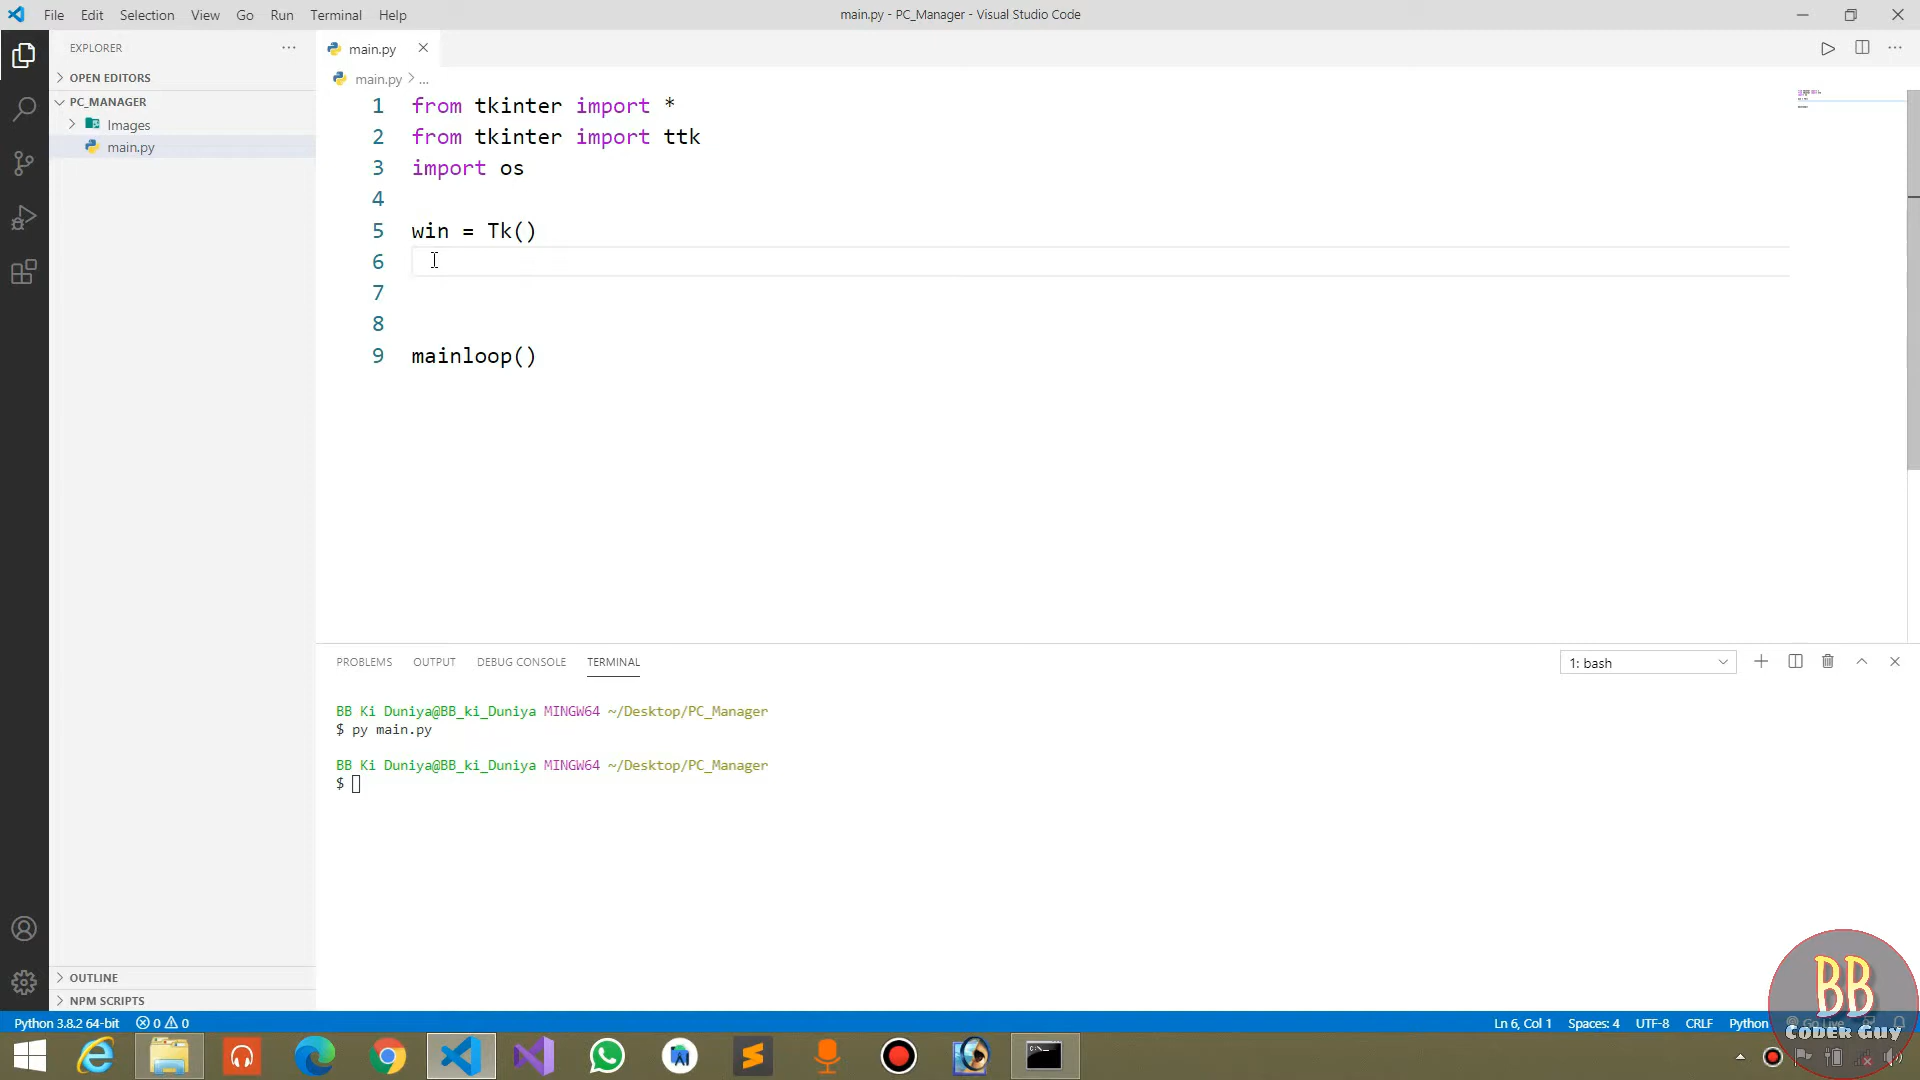 File Edit Selection View Go Run Terminal Help
main.py - PC_Manager - Visual Studio Code
EXPLORER
OPEN EDITORS
PC_MANAGER
Images
main.py
OUTLINE
NPM SCRIPTS
main.py
main.py > ...
1 from tkinter import *
2 from tkinter import ttk
3 import os
4
5 win = Tk()
6
7
8
9 mainloop()
PROBLEMS OUTPUT DEBUG CONSOLE TERMINAL
1: bash
BB Ki Duniya@BB_ki_Duniya MINGW64 ~/Desktop/PC_Manager
$ py main.py
BB Ki Duniya@BB_ki_Duniya MINGW64 ~/Desktop/PC_Manager
$
Python 3.8.2 64-bit 0 0
Ln 6, Col 1 Spaces: 4 UTF-8 CRLF Python Go Live
BB
CODER GUY